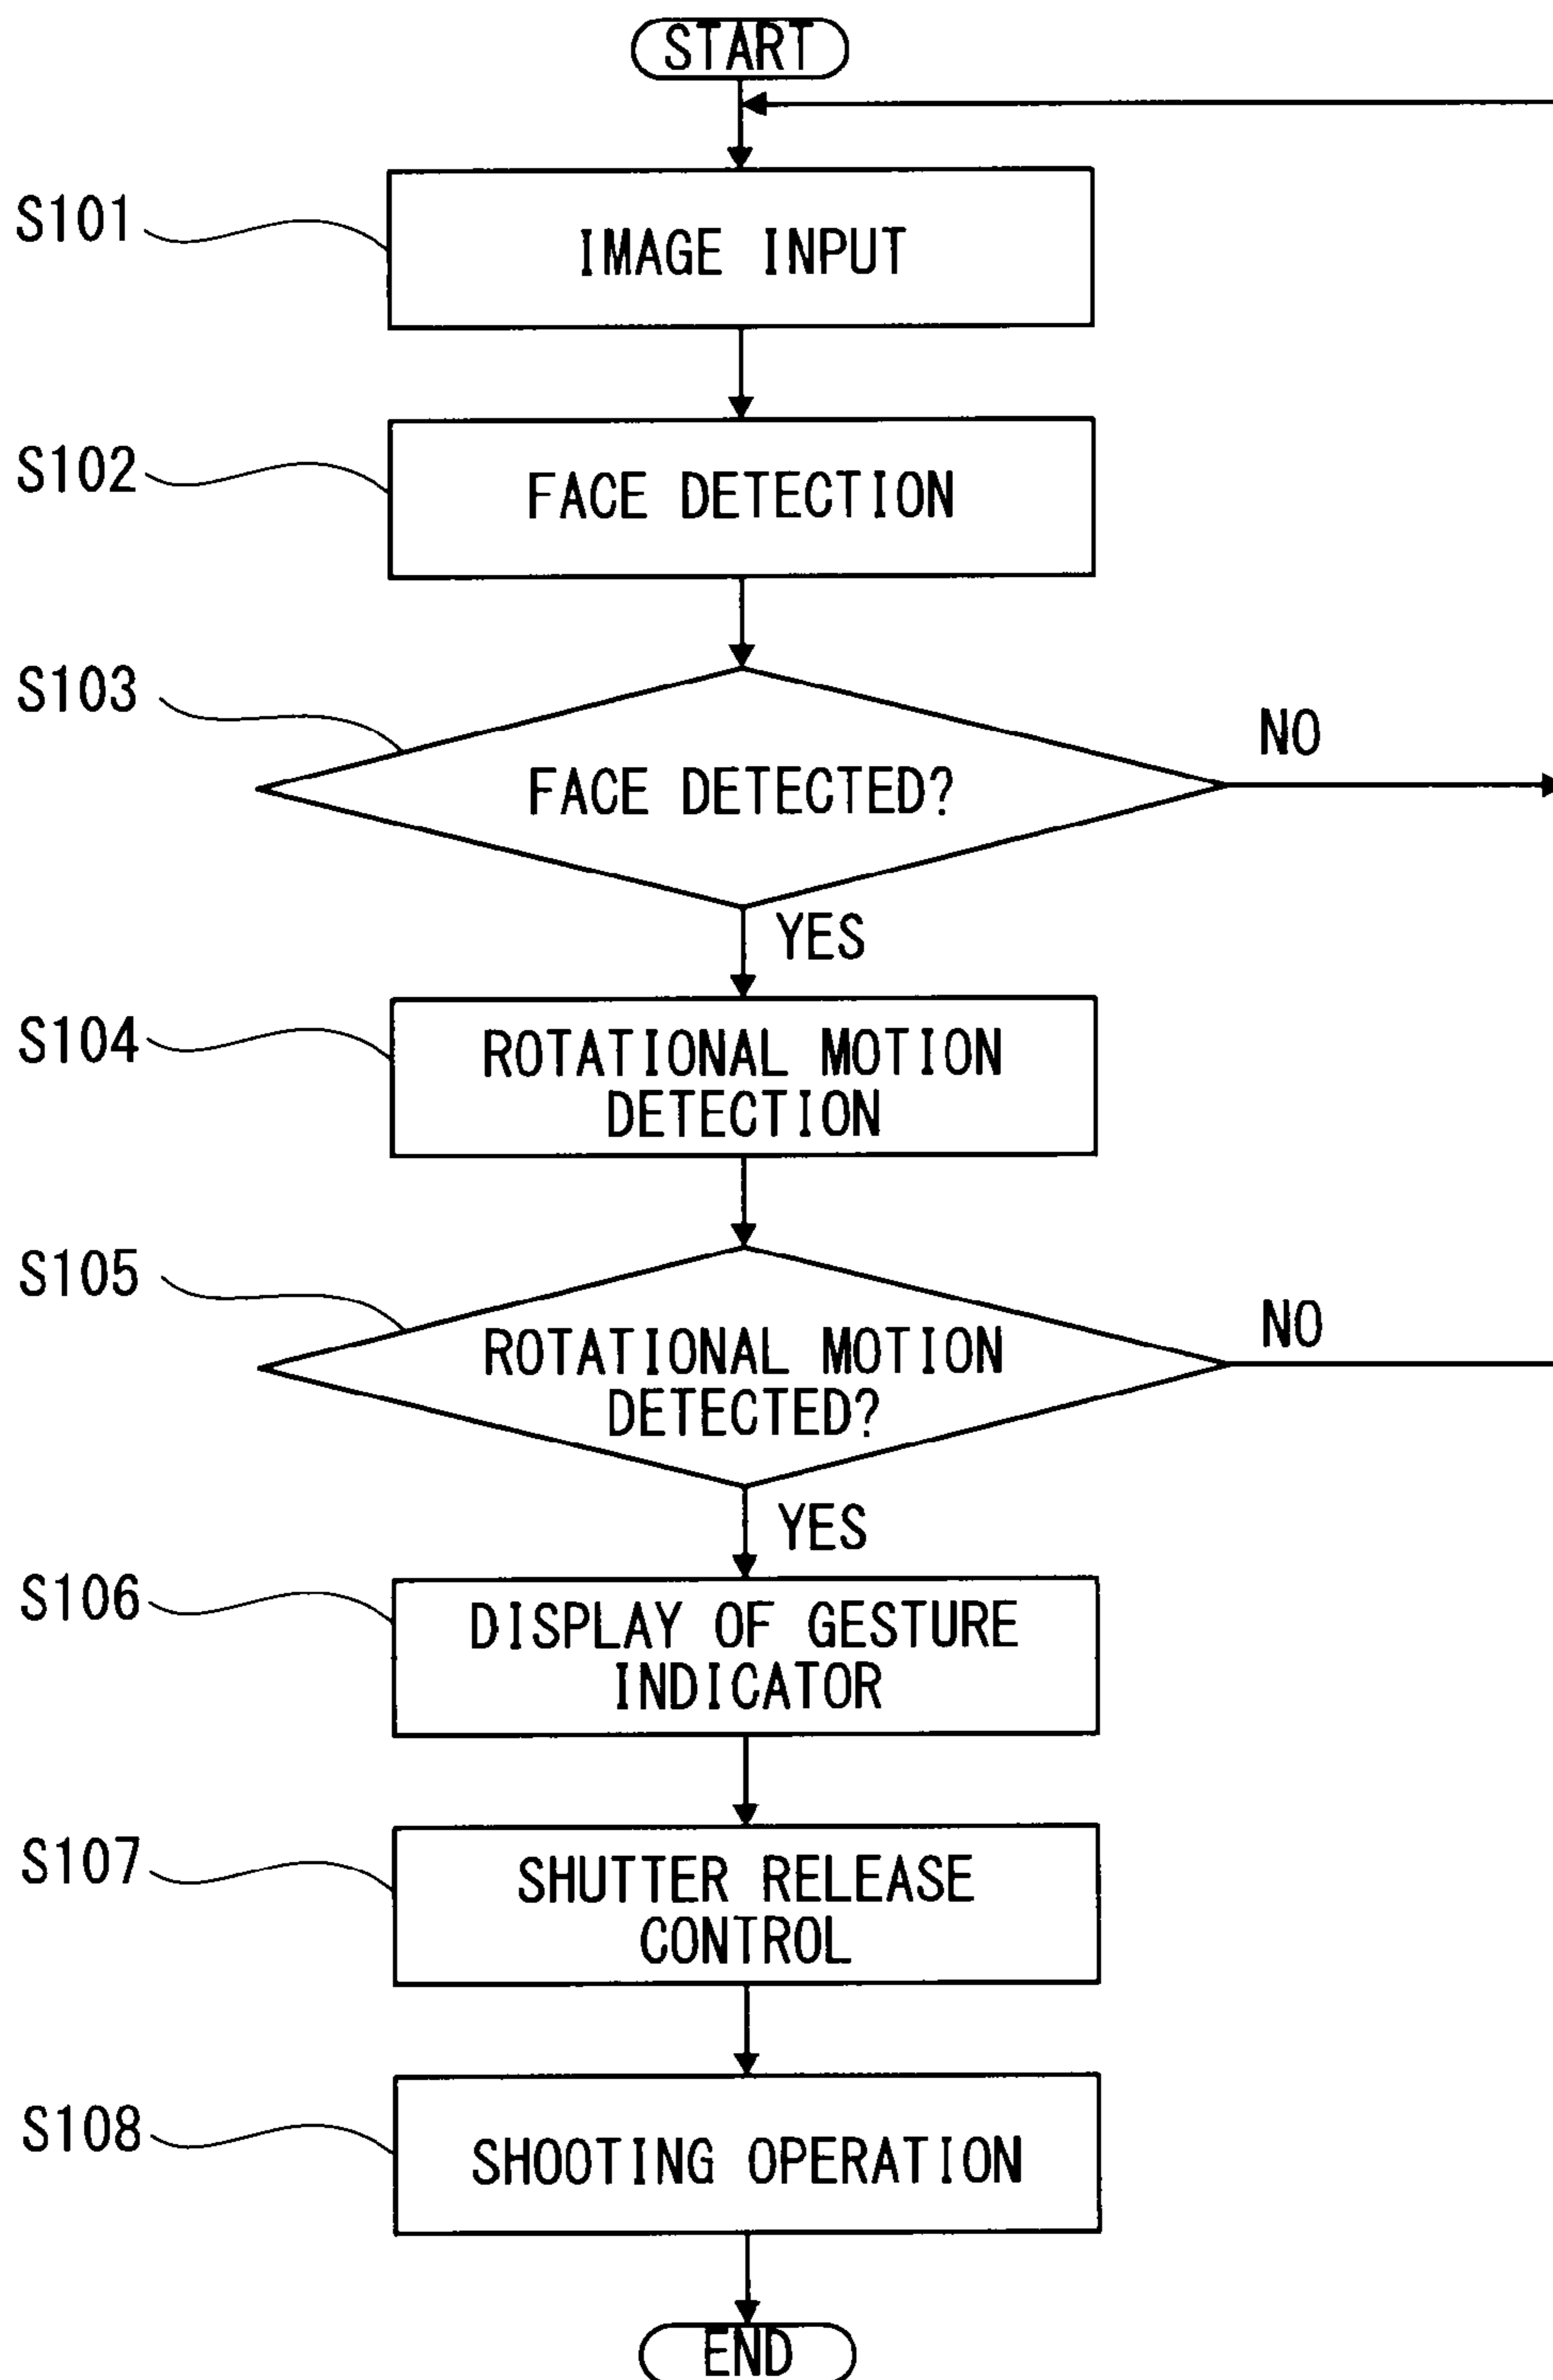 START
S101
IMAGE INPUT
S102
FACE DETECTION
S103
FACE DETECTED?
NO
YES
S104
ROTATIONAL MOTION
DETECTION
S105
ROTATIONAL MOTION
DETECTED?
NO
YES
S106
DISPLAY OF GESTURE
INDICATOR
S107
SHUTTER RELEASE
CONTROL
S108
SHOOTING OPERATION
END